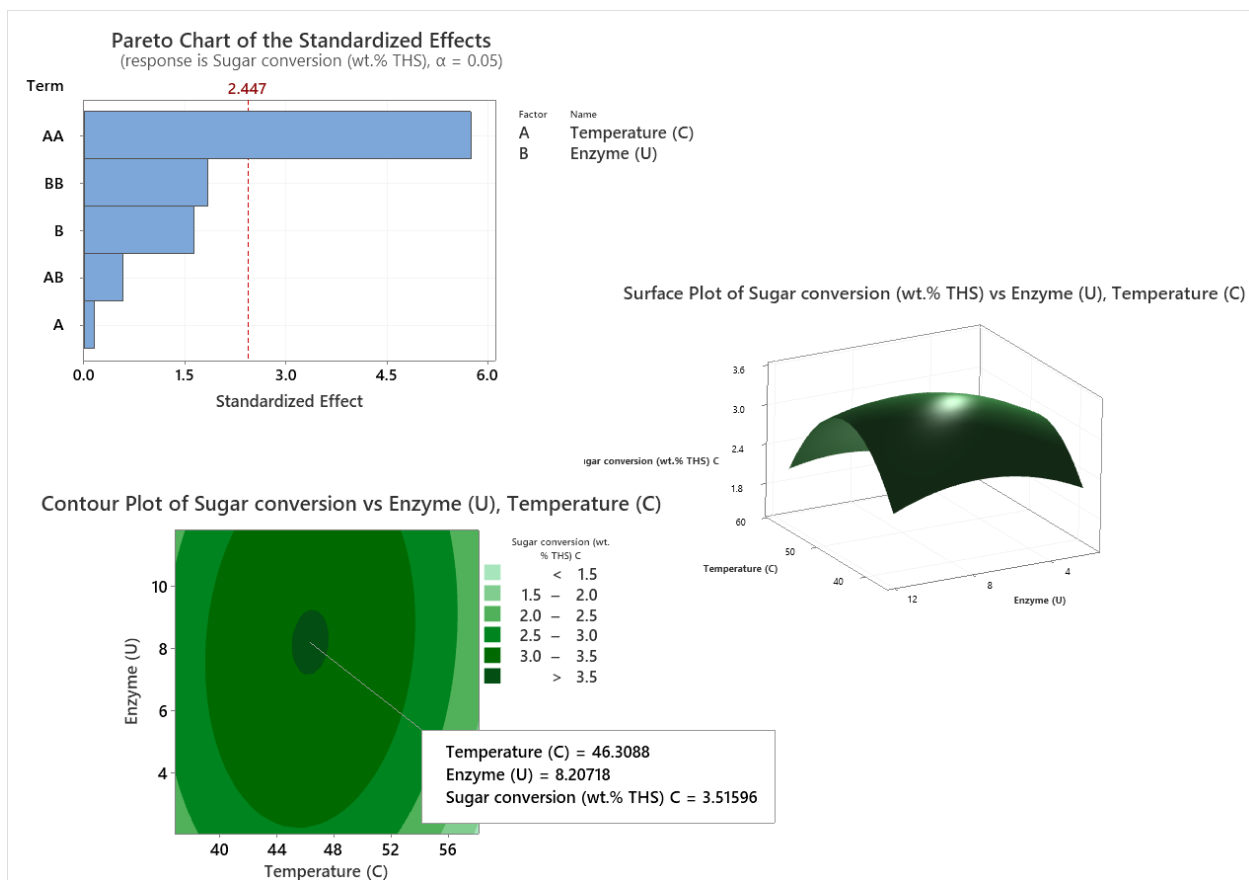 Pareto Chart of the Standardized Effects
(response is Sugar conversion (wt.% THS), α = 0.05)
Term
2.447
AA
BB
B
AB
A
0.0 1.5 3.0 4.5 6.0
Standardized Effect
Factor Name
A Temperature (C)
B Enzyme (U)
Surface Plot of Sugar conversion (wt.% THS) vs Enzyme (U), Temperature (C)
3.6
3.0
2.4
1.8
ugar conversion (wt.% THS) C
60
50
40
Temperature (C)
12
8
4
Enzyme (U)
Contour Plot of Sugar conversion vs Enzyme (U), Temperature (C)
10
8
6
4
Enzyme (U)
40 44 48 52 56
Temperature (C)
Sugar conversion (wt.
% THS) C
< 1.5
1.5 – 2.0
2.0 – 2.5
2.5 – 3.0
3.0 – 3.5
> 3.5
Temperature (C) = 46.3088
Enzyme (U) = 8.20718
Sugar conversion (wt.% THS) C = 3.51596